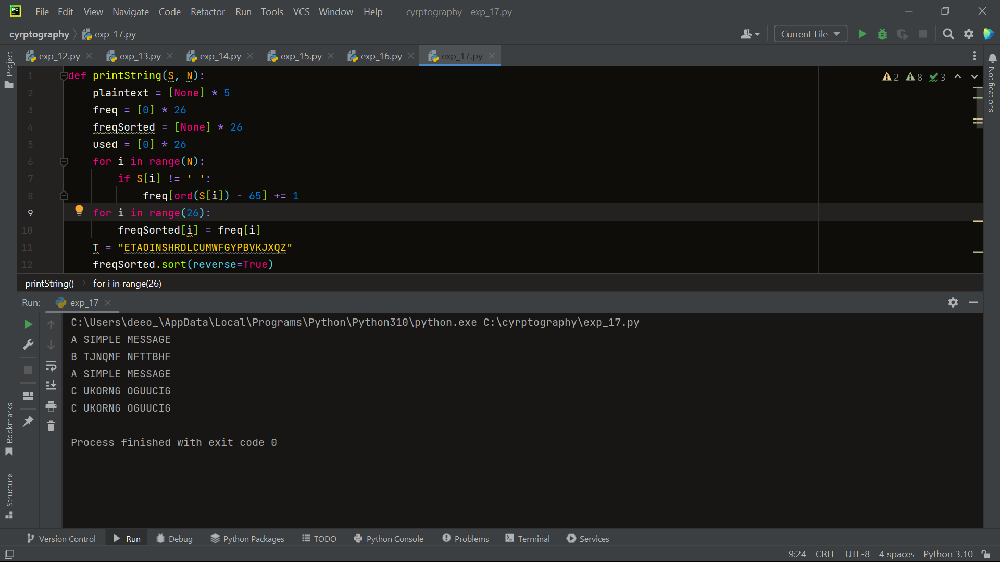 PC File Edit View Navigate Code Refactor Run Tools VCS Window Help cyrptography - exp_17.py
cyrptography exp_17.py Current File
exp_12.py exp_13.py exp_14.py exp_15.py exp_16.py exp_17.py
Project
Notifications
2 8 3
1 def printString(S, N):
2 plaintext = [None] * 5
3 freq = [0] * 26
4 freqSorted = [None] * 26
5 used = [0] * 26
6 for i in range(N):
7 if S[i] != ' ':
8 freq[ord(S[i]) - 65] += 1
9 for i in range(26):
10 freqSorted[i] = freq[i]
11 T = "ETAOINSHRDLCUMWFGYPBVKJXQZ"
12 freqSorted.sort(reverse=True)
printString() for i in range(26)
Run: exp_17
C:\Users\deeo_\AppData\Local\Programs\Python\Python310\python.exe C:\cyrptography\exp_17.py
A SIMPLE MESSAGE
B TJNQMF NFTTBHF
A SIMPLE MESSAGE
C UKORNG OGUUCIG
C UKORNG OGUUCIG
Process finished with exit code 0
Bookmarks
Structure
Version Control Run Debug Python Packages TODO Python Console Problems Terminal Services
9:24 CRLF UTF-8 4 spaces Python 3.10